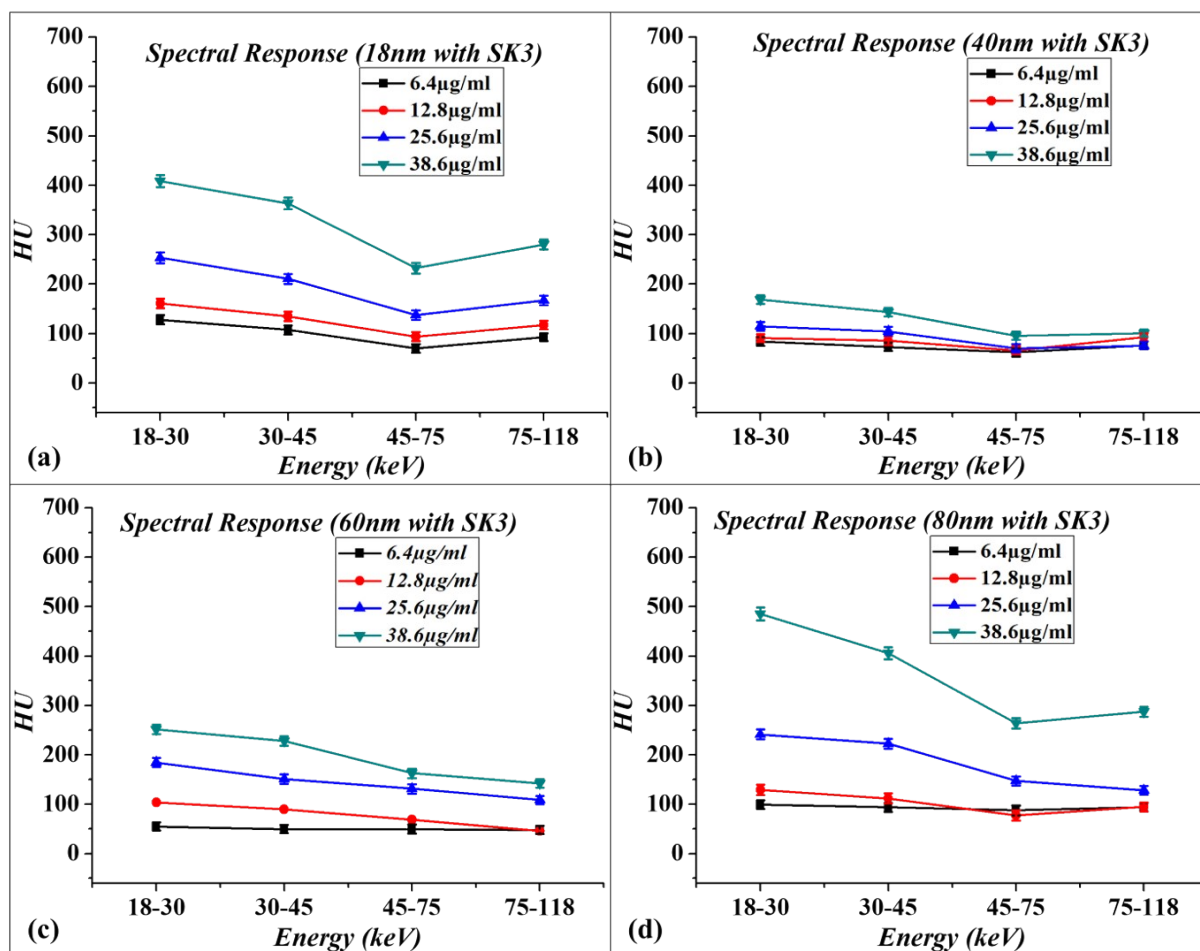 Spectral Response (18nm with SK3)
6.4µg/ml
12.8µg/ml
25.6µg/ml
38.6µg/ml
700
600
500
400
300
200
100
0
HU
18-30 30-45 45-75 75-118
(a) Energy (keV)
Spectral Response (40nm with SK3)
6.4µg/ml
12.8µg/ml
25.6µg/ml
38.6µg/ml
700
600
500
400
300
200
100
0
HU
18-30 30-45 45-75 75-118
(b) Energy (keV)
Spectral Response (60nm with SK3)
6.4µg/ml
12.8µg/ml
25.6µg/ml
38.6µg/ml
700
600
500
400
300
200
100
0
HU
18-30 30-45 45-75 75-118
(c) Energy (keV)
Spectral Response (80nm with SK3)
6.4µg/ml
12.8µg/ml
25.6µg/ml
38.6µg/ml
700
600
500
400
300
200
100
0
HU
18-30 30-45 45-75 75-118
(d) Energy (keV)